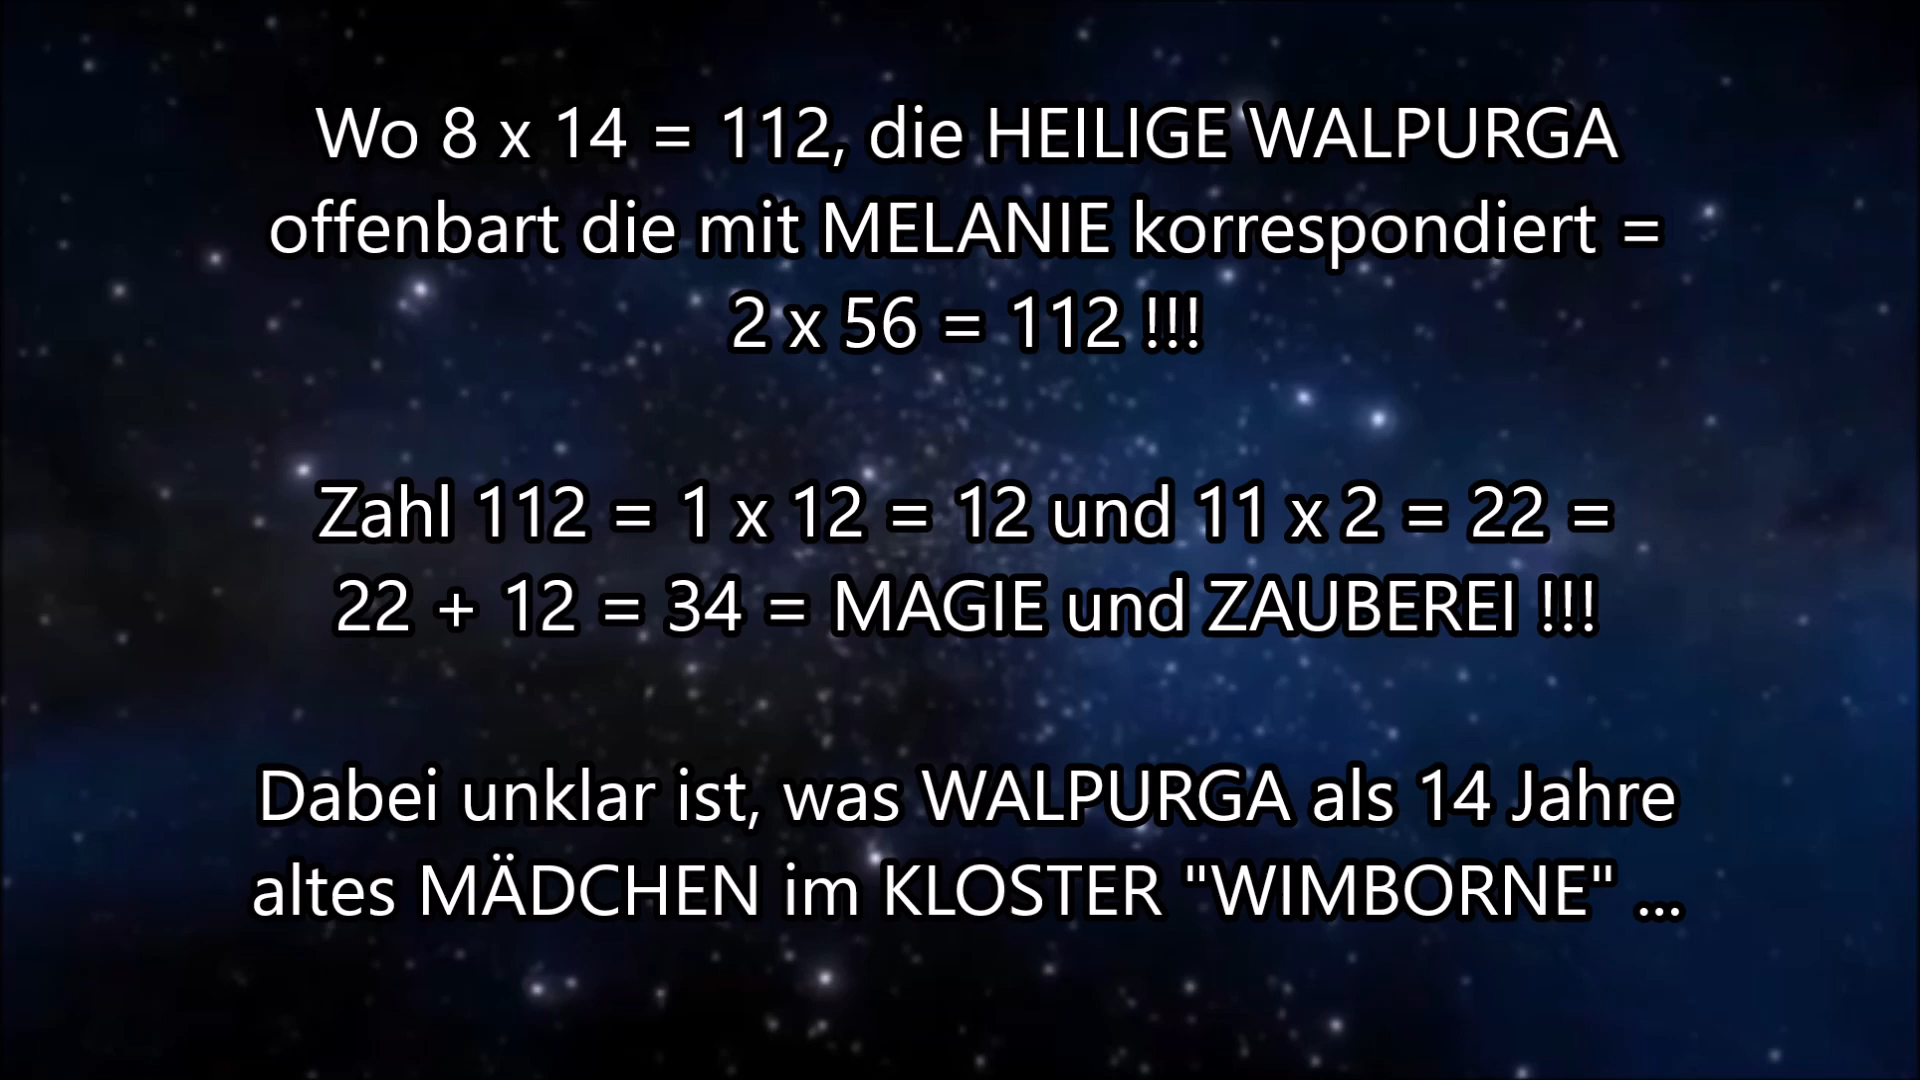 Wo 8 x 14 = 112, die HEILIGE WALPURGA
offenbart die mit MELANIE korrespondiert =
2 x 56 = 112 !!!
Zahl 112 = 1 x 12 = 12 und 11 x 2 = 22 =
22 + 12 = 34 = MAGIE und ZAUBEREI !!!
Dabei unklar ist, was WALPURGA als 14 Jahre
altes MÄDCHEN im KLOSTER "WIMBORNE" ...